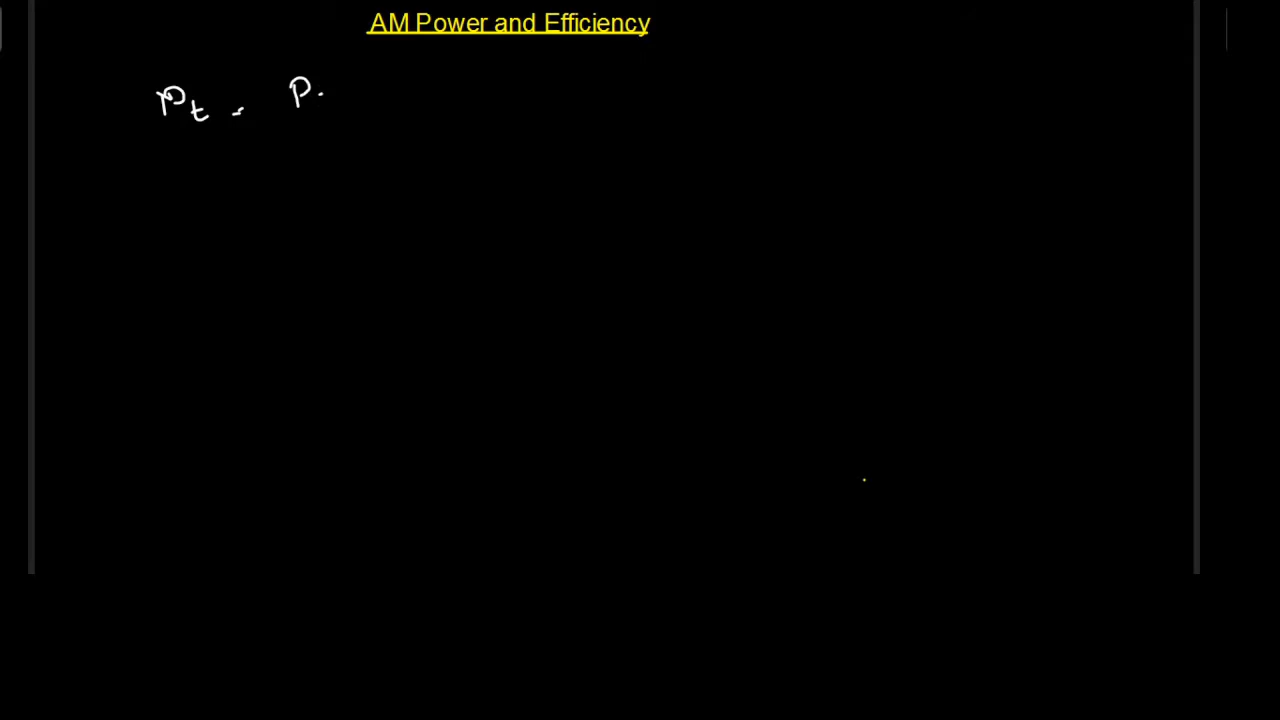 AM Power and Efficiency
Pt = P.